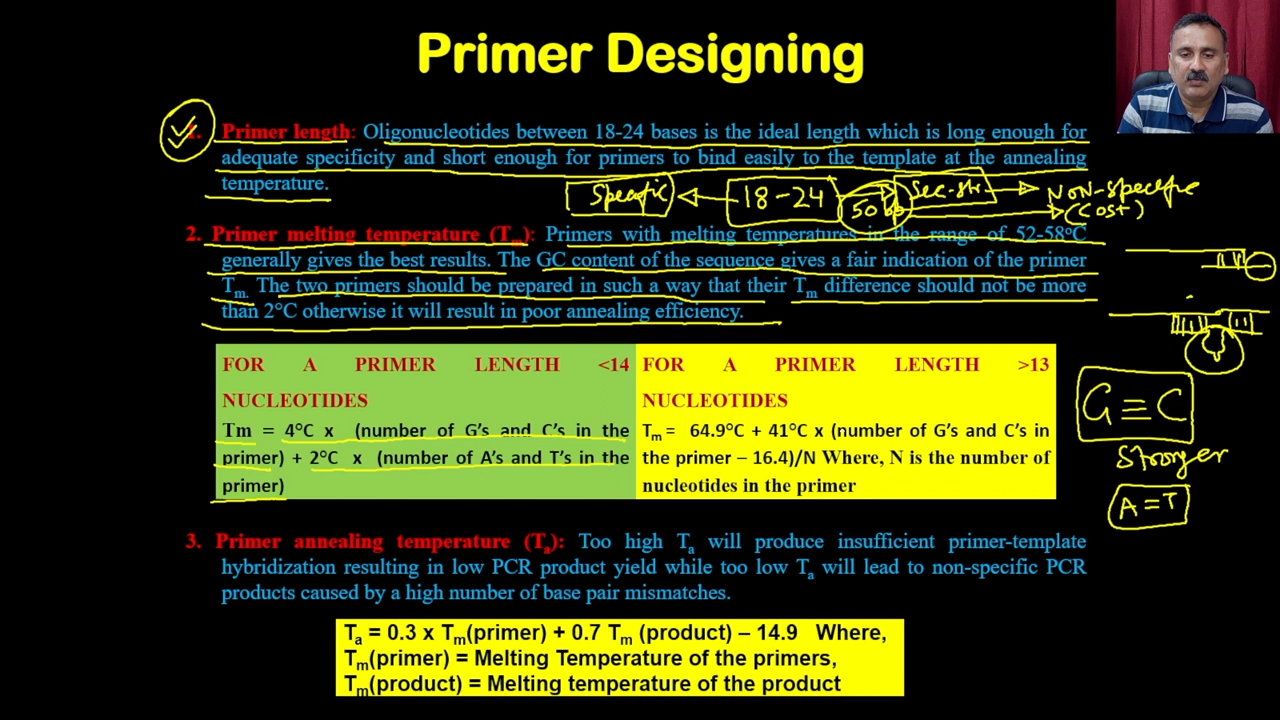 Primer Designing
1. Primer length: Oligonucleotides between 18-24 bases is the ideal length which is long enough for
adequate specificity and short enough for primers to bind easily to the template at the annealing
temperature.
Specific
18-24
50 bp
Sec-str
Non-specific
(Cost)
2. Primer melting temperature (Tm): Primers with melting temperatures in the range of 52-58°C
generally gives the best results. The GC content of the sequence gives a fair indication of the primer
Tm. The two primers should be prepared in such a way that their Tm difference should not be more
than 2°C otherwise it will result in poor annealing efficiency.
FOR A PRIMER LENGTH <14
NUCLEOTIDES
Tm = 4°C x (number of G’s and C’s in the
primer) + 2°C x (number of A’s and T’s in the
primer)
FOR A PRIMER LENGTH >13
NUCLEOTIDES
Tm = 64.9°C + 41°C x (number of G’s and C’s in
the primer – 16.4)/N Where, N is the number of
nucleotides in the primer
G≡C
Stronger
A=T
3. Primer annealing temperature (Ta): Too high Ta will produce insufficient primer-template
hybridization resulting in low PCR product yield while too low Ta will lead to non-specific PCR
products caused by a high number of base pair mismatches.
Ta = 0.3 x Tm(primer) + 0.7 Tm (product) – 14.9 Where,
Tm(primer) = Melting Temperature of the primers,
Tm(product) = Melting temperature of the product